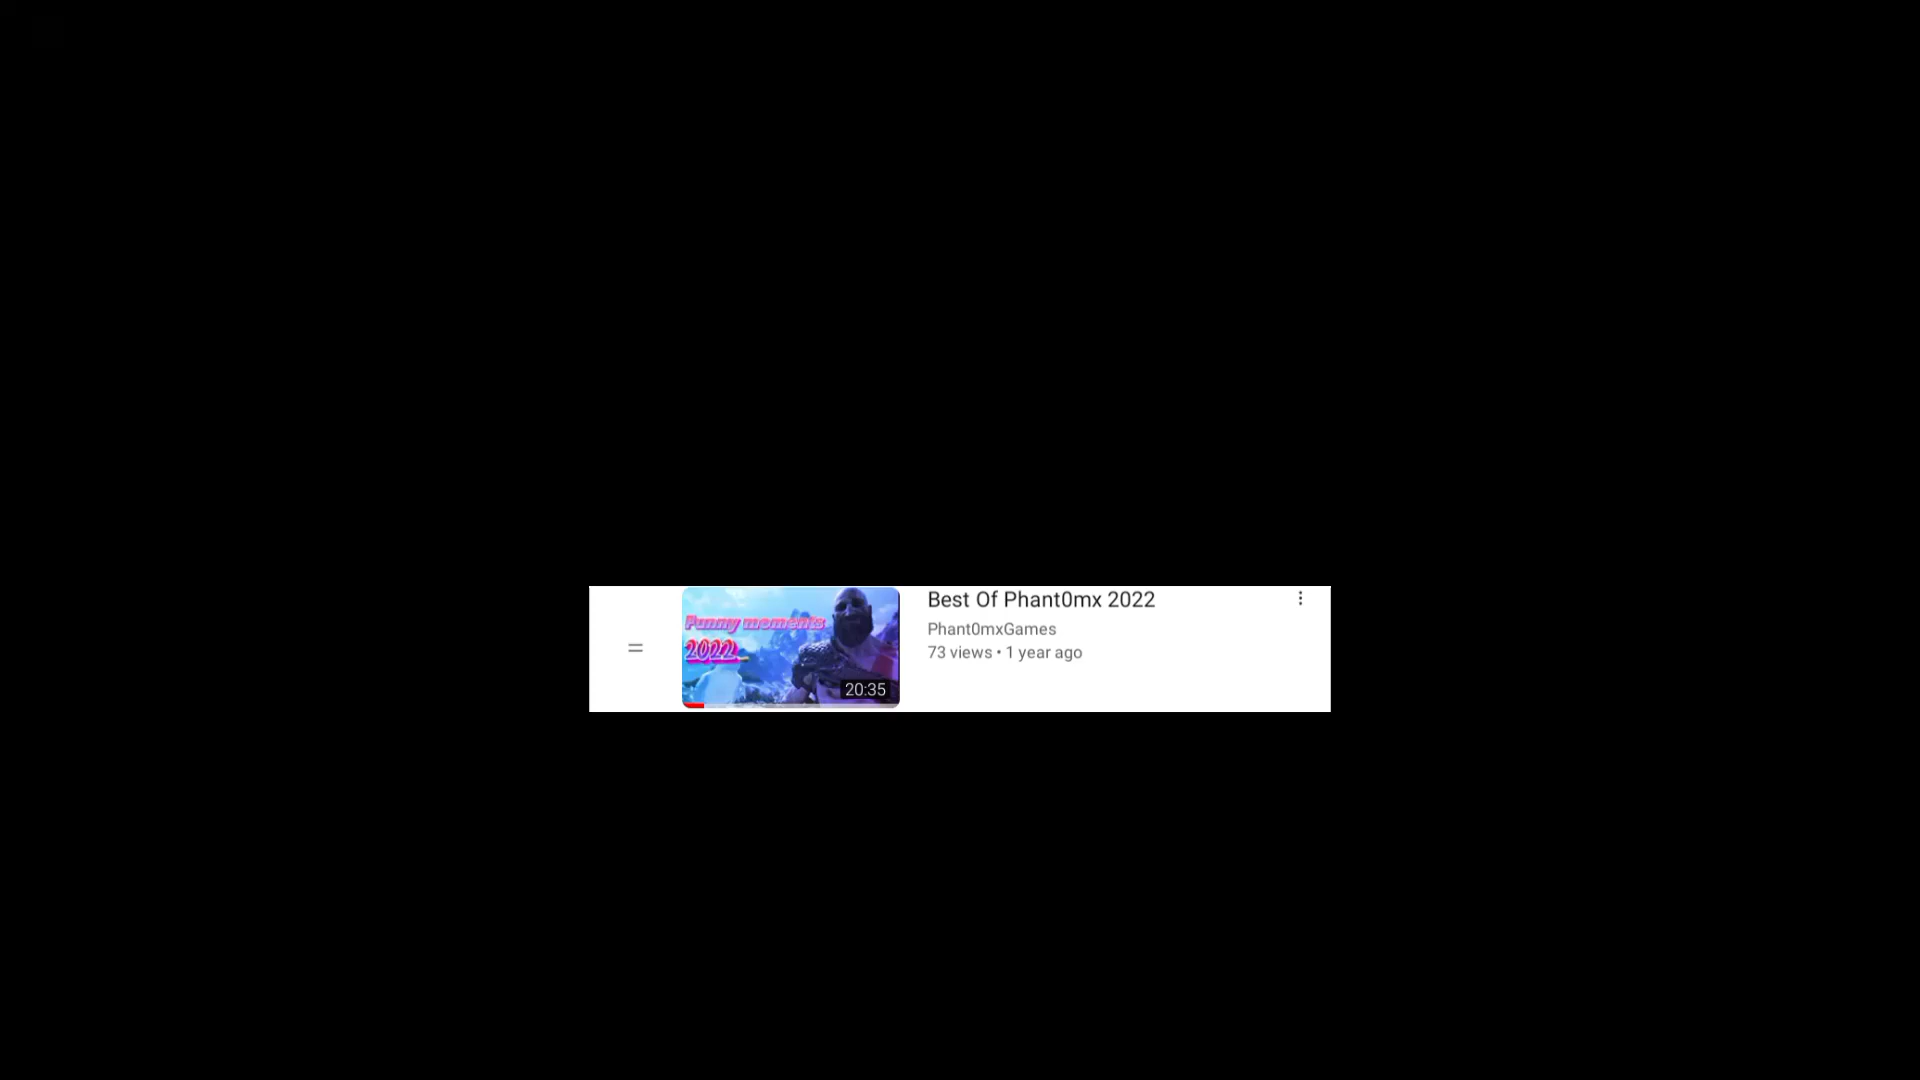 Funny moments
2022
20:35
Best Of Phant0mx 2022
Phant0mxGames
73 views • 1 year ago